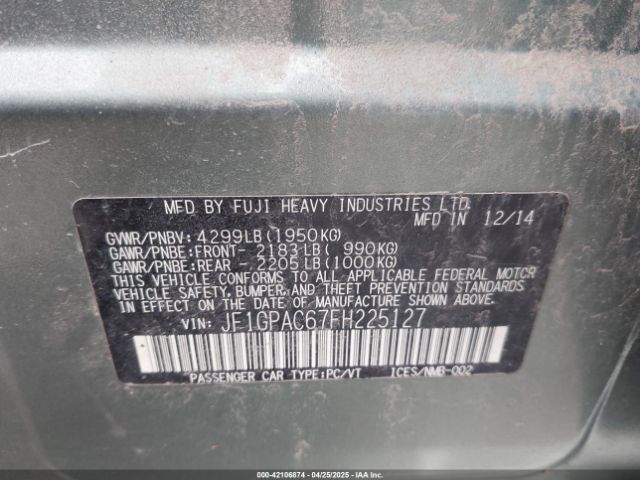 MFD BY FUJI HEAVY INDUSTRIES LTD.
MFD IN 12/14
GVWR/PNBV: 4299LB(1950KG)
GAWR/PNBE:FRONT- 2183LB( 990KG)
GAWR/PNBE:REAR - 2205LB(1000KG)
THIS VEHICLE CONFORMS TO ALL APPLICABLE FEDERAL MOTOR
VEHICLE SAFETY, BUMPER, AND THEFT PREVENTION STANDARDS
IN EFFECT ON THE DATE OF MANUFACTURE SHOWN ABOVE.
VIN: JF1GPAC67FH225127
PASSENGER CAR TYPE:PC/VT ICES/NMB-002
000-42106874 04/25/2025 - ALL RIGHTS RESERVED.